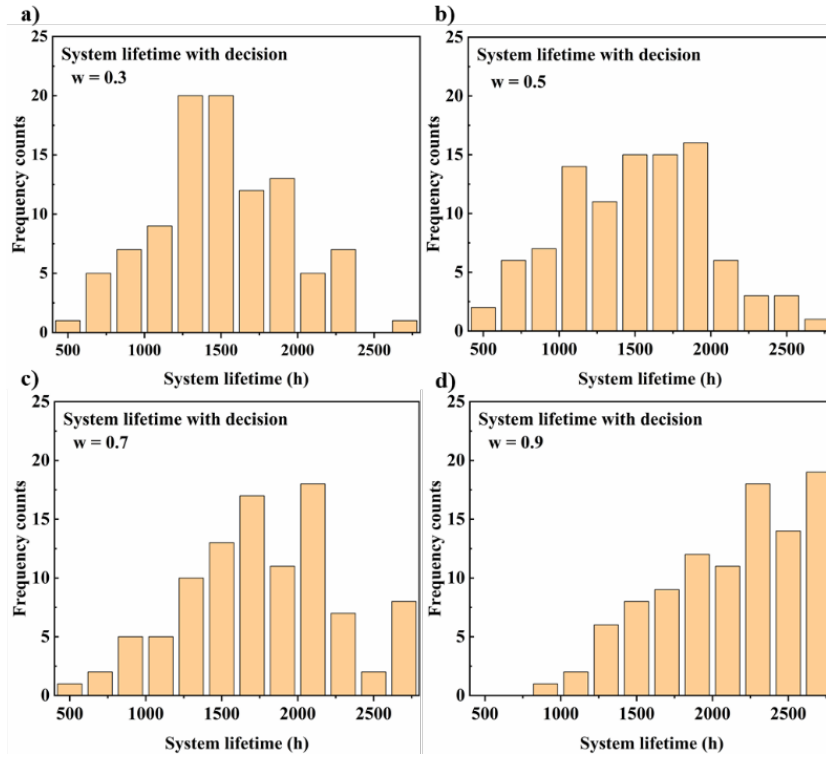 a)
System lifetime with decision
w = 0.3
Frequency counts
25
20
15
10
5
0
500 1000 1500 2000 2500
System lifetime (h)
b)
System lifetime with decision
w = 0.5
Frequency counts
25
20
15
10
5
0
500 1000 1500 2000 2500
System lifetime (h)
c)
System lifetime with decision
w = 0.7
Frequency counts
25
20
15
10
5
0
500 1000 1500 2000 2500
System lifetime (h)
d)
System lifetime with decision
w = 0.9
Frequency counts
25
20
15
10
5
0
500 1000 1500 2000 2500
System lifetime (h)